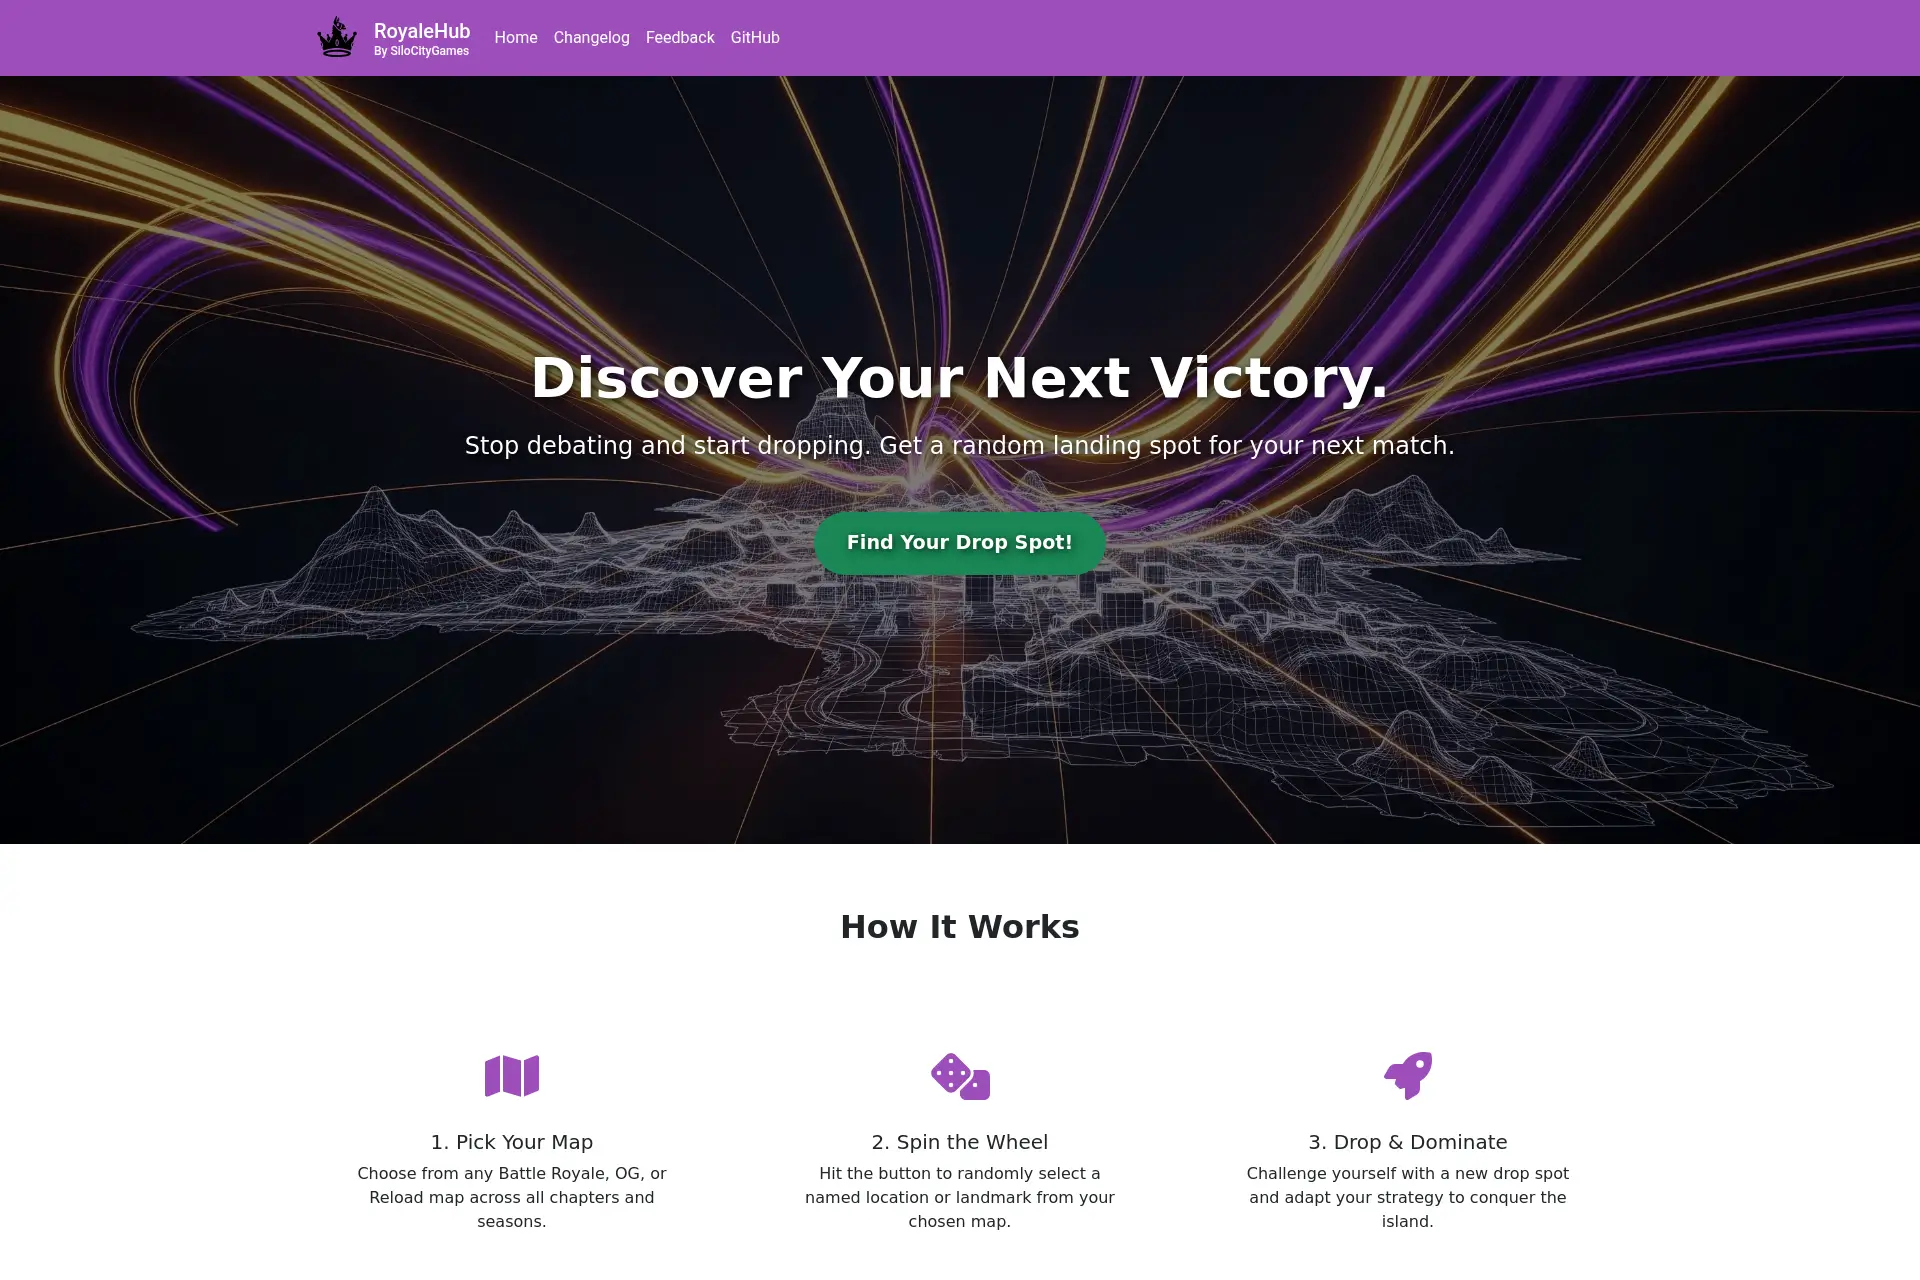 RoyaleHub
By SiloCityGames
Home
Changelog
Feedback
GitHub
Discover Your Next Victory.
Stop debating and start dropping. Get a random landing spot for your next match.
Find Your Drop Spot!
How It Works
1. Pick Your Map
Choose from any Battle Royale, OG, or
Reload map across all chapters and
seasons.
2. Spin the Wheel
Hit the button to randomly select a
named location or landmark from your
chosen map.
3. Drop & Dominate
Challenge yourself with a new drop spot
and adapt your strategy to conquer the
island.